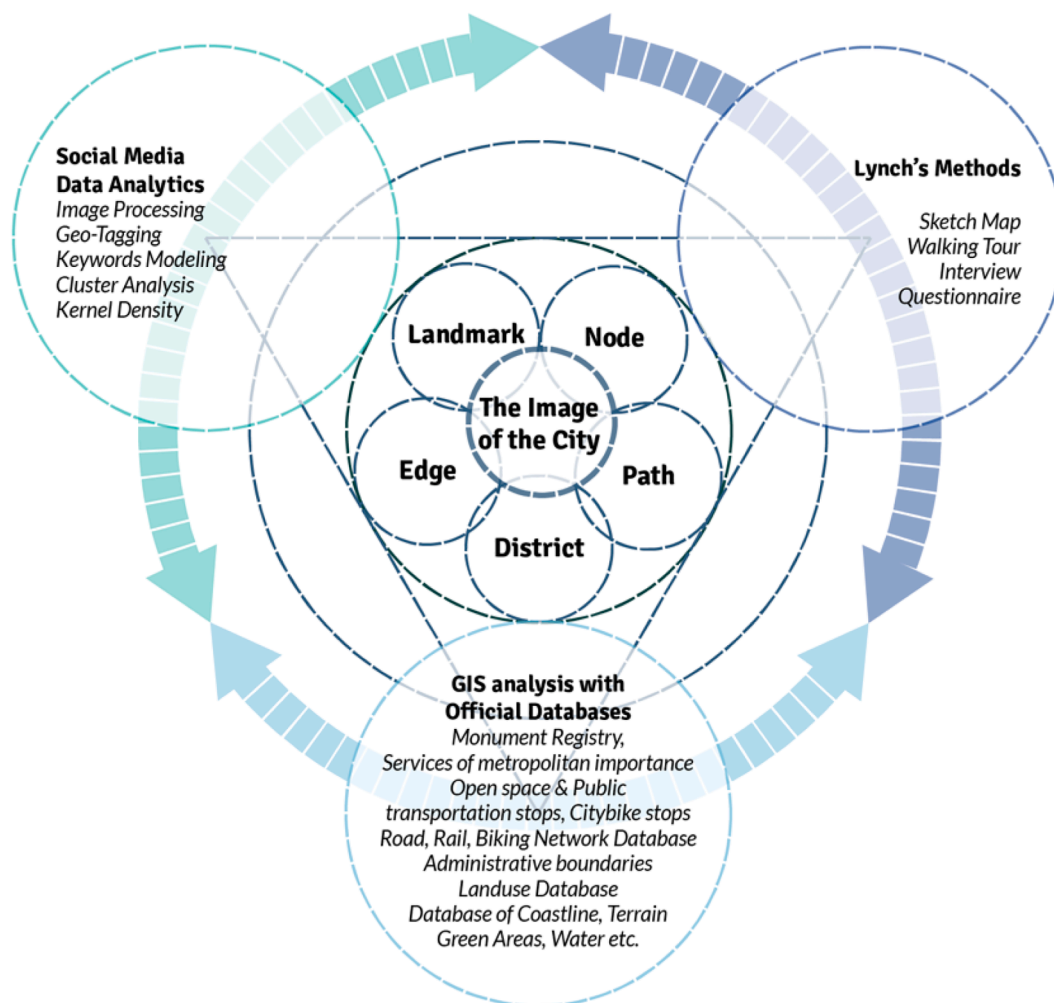 Social Media
Data Analytics
Image Processing
Geo-Tagging
Keywords Modeling
Cluster Analysis
Kernel Density
Lynch's Methods
Sketch Map
Walking Tour
Interview
Questionnaire
Landmark
Node
The Image
of the City
Edge
Path
District
GIS analysis with
Official Databases
Monument Registry,
Services of metropolitan importance
Open space & Public
transportation stops, Citybike stops
Road, Rail, Biking Network Database
Administrative boundaries
Landuse Database
Database of Coastline, Terrain
Green Areas, Water etc.